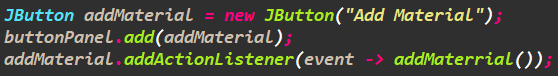 JButton addMaterial = new JButton("Add Material");
buttonPanel.add(addMaterial);
addMaterial.addActionListener(event -> addMaterrial());